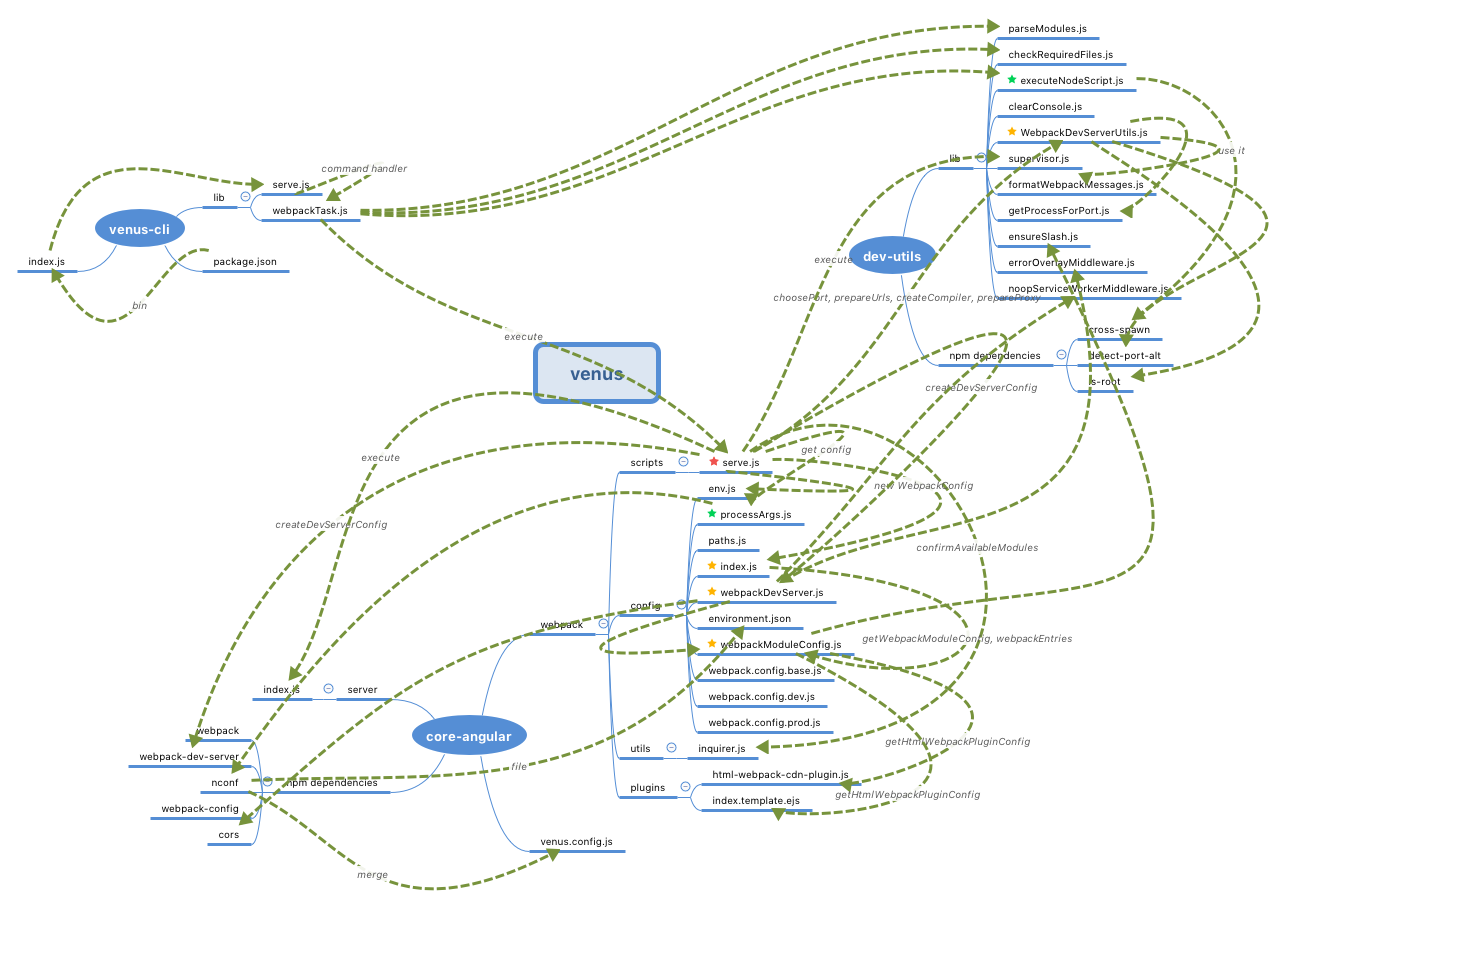 parseModules.js
checkRequiredFiles.js
executeNodeScript.js
clearConsole.js
WebpackDevServerUtils.js
use it
lib
supervisor.js
formatWebpackMessages.js
getProcessForPort.js
ensureSlash.js
errorOverlayMiddleware.js
noopServiceWorkerMiddleware.js
dev-utils
execute
choosePort, prepareUrls, createCompiler, prepareProxy
cross-spawn
npm dependencies
detect-port-alt
is-root
createDevServerConfig
command handler
serve.js
lib
webpackTask.js
venus-cli
index.js
package.json
bin
execute
venus
execute
get config
scripts
serve.js
new WebpackConfig
env.js
processArgs.js
createDevServerConfig
paths.js
confirmAvailableModules
index.js
webpackDevServer.js
config
environment.json
webpack
getWebpackModuleConfig, webpackEntries
webpackModuleConfig.js
webpack.config.base.js
index.js
server
webpack.config.dev.js
webpack.config.prod.js
webpack
core-angular
getHtmlWebpackPluginConfig
utils
inquirer.js
webpack-dev-server
file
html-webpack-cdn-plugin.js
nconf
npm dependencies
plugins
getHtmlWebpackPluginConfig
index.template.ejs
webpack-config
cors
venus.config.js
merge